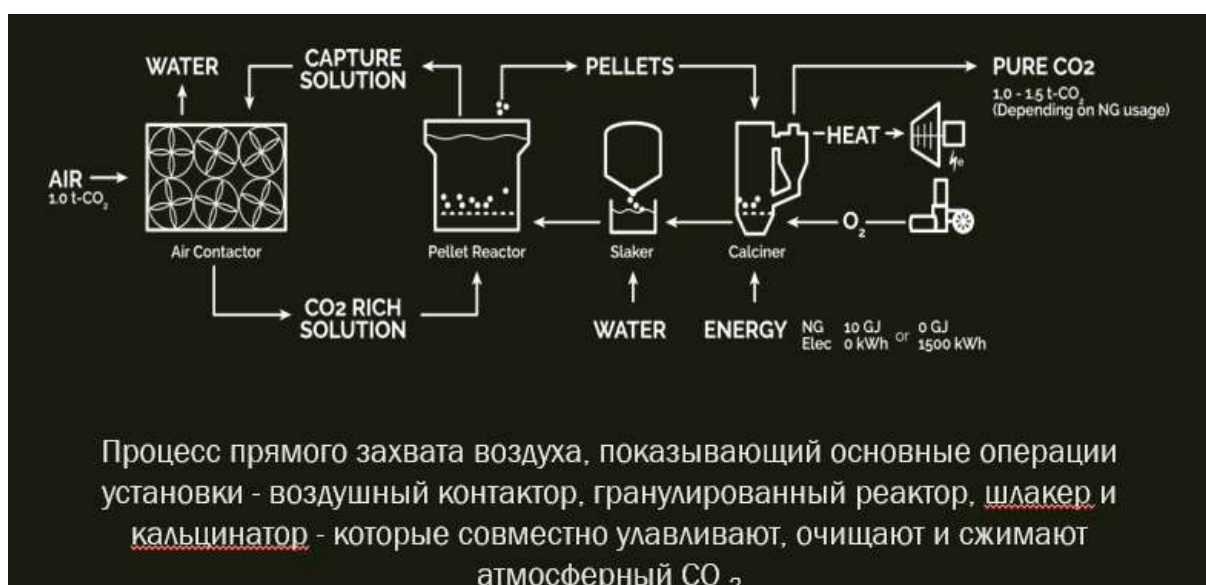 WATER
CAPTURE
SOLUTION
PELLETS
PURE CO2
1.0 - 1.5 t-CO₂
(Depending on NG usage)
HEAT
e
AIR
1.0 t-CO₂
O₂
Air Contactor
Pellet Reactor
Slaker
Calciner
CO2 RICH
SOLUTION
WATER
ENERGY
NG 10 GJ or 0 GJ
Elec 0 kWh 1500 kWh
Процесс прямого захвата воздуха, показывающий основные операции
установки - воздушный контактор, гранулированный реактор, шлакер и
кальцинатор - которые совместно улавливают, очищают и сжимают
атмосферный CO ₂